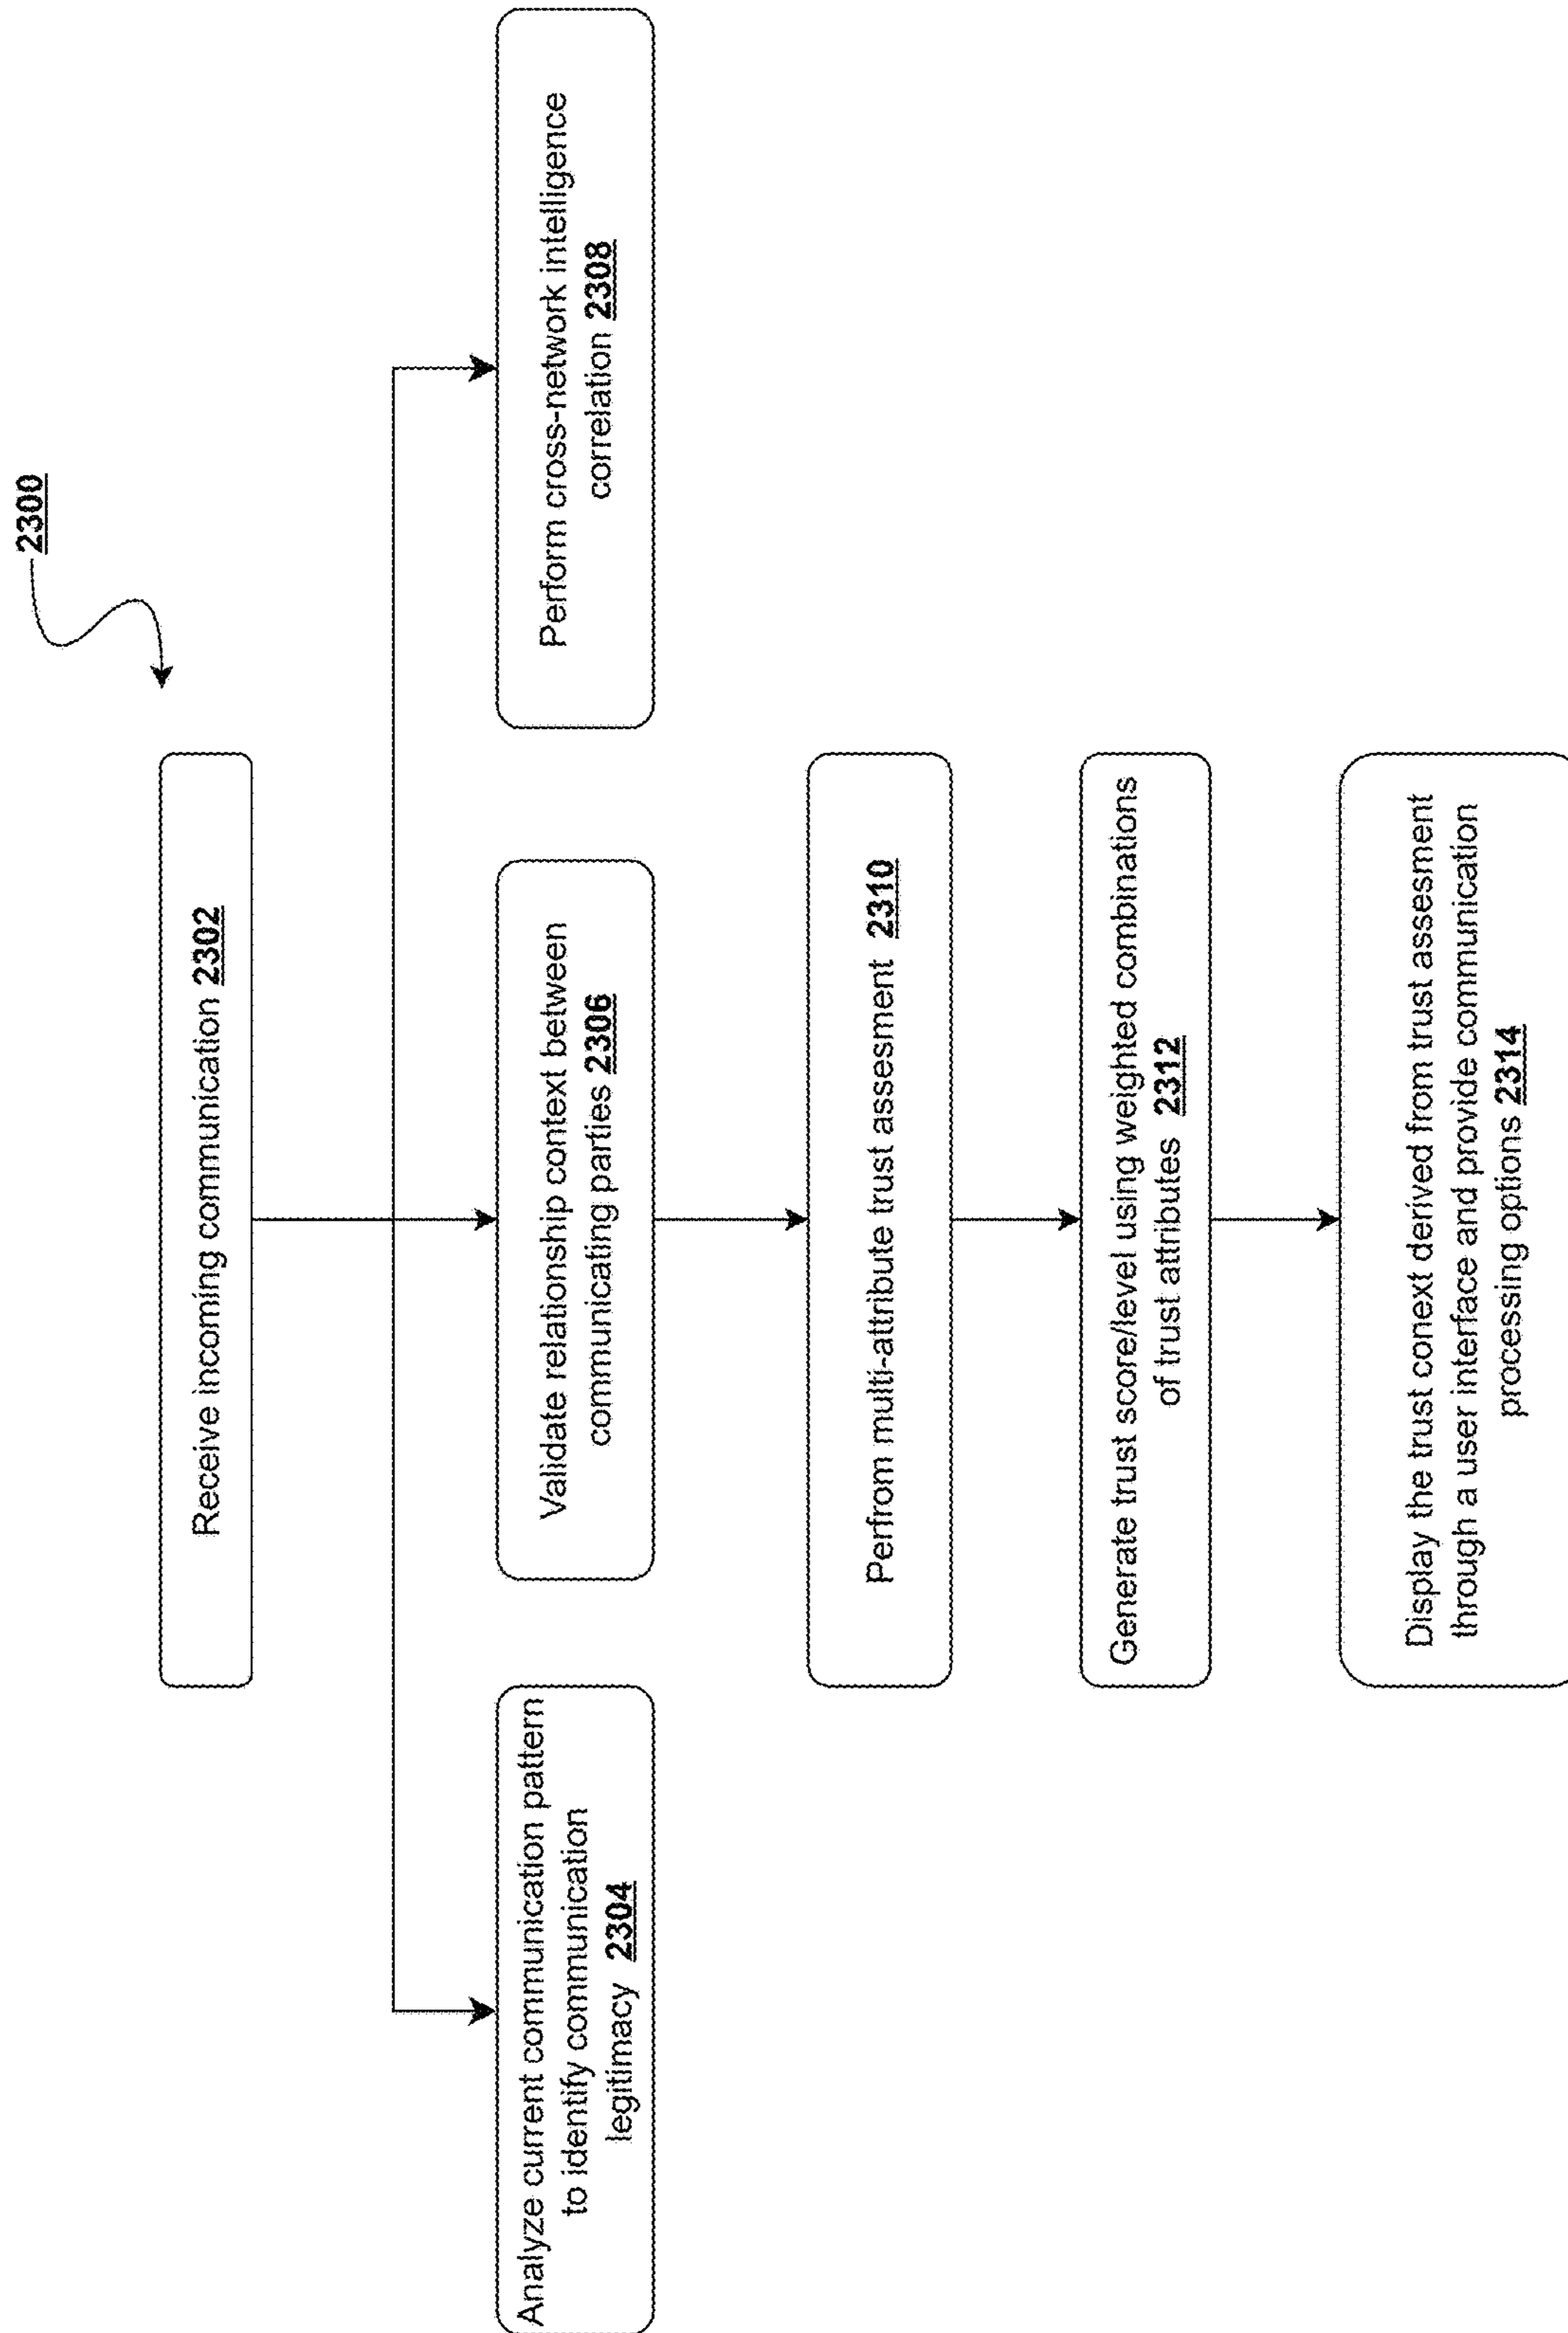 2300
Receive incoming communication 2302
Analyze current communication pattern
to identify communication
legitimacy 2304
Validate relationship context between
communicating parties 2306
Perform cross-network intelligence
correlation 2308
Perfrom multi-attribute trust assesment 2310
Generate trust score/level using weighted combinations
of trust attributes 2312
Display the trust conext derived from trust assesment
through a user interface and provide communication
processing options 2314